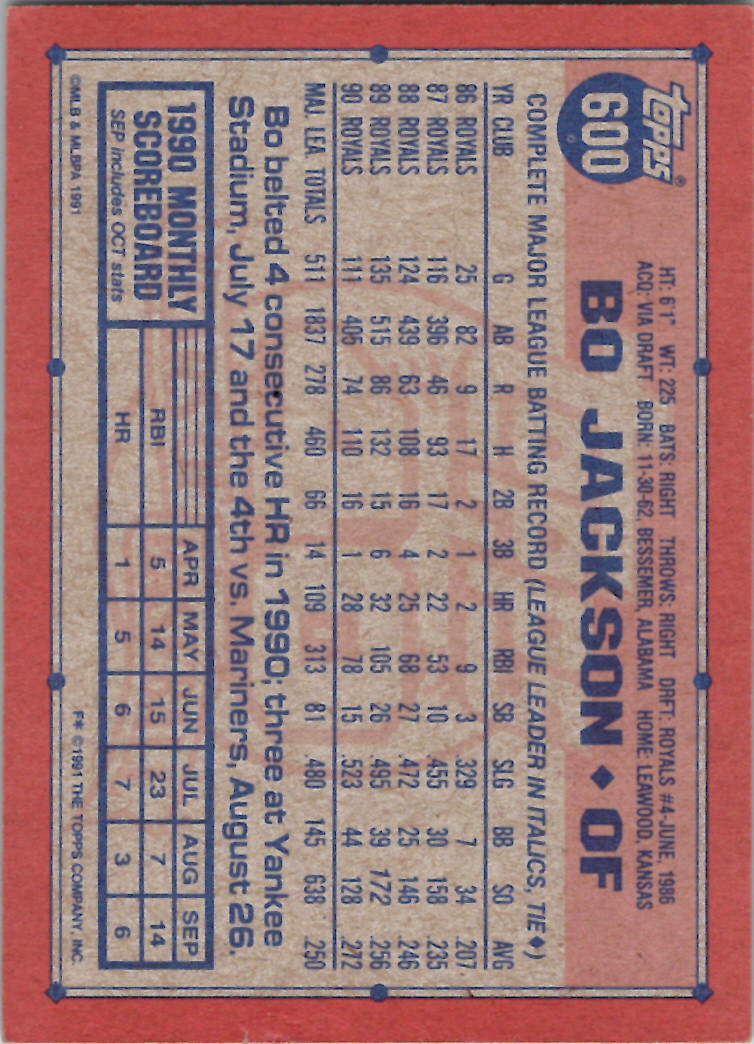 Topps®
600
HT: 6'1" WT: 225 BATS: RIGHT THROWS: RIGHT DRFT: ROYALS #4-JUNE, 1986
ACQ: VIA DRAFT BORN: 11-30-62, BESSEMER, ALABAMA HOME: LEAWOOD, KANSAS
BO JACKSON ♦ OF
COMPLETE MAJOR LEAGUE BATTING RECORD (LEAGUE LEADER IN ITALICS, TIE♦)
YR CLUB G AB R H 2B 3B HR RBI SB SLG BB SO AVG
86 ROYALS 25 82 9 17 2 1 2 9 3 .329 7 34 .207
87 ROYALS 116 396 46 93 17 2 22 53 10 .455 30 158 .235
88 ROYALS 124 439 63 108 16 4 25 68 27 .472 25 146 .246
89 ROYALS 135 515 86 132 15 6 32 105 26 .495 39 172 .256
90 ROYALS 111 405 74 110 16 1 28 78 15 .523 44 128 .272
MAJ. LEA. TOTALS 511 1837 278 460 66 14 109 313 81 .480 145 638 .250
Bo belted 4 consecutive HR in 1990; three at Yankee
Stadium, July 17 and the 4th vs. Mariners, August 26.
1990 MONTHLY
SCOREBOARD
SEP includes OCT stats
APR MAY JUN JUL AUG SEP
RBI 5 14 15 23 7 14
HR 1 5 6 7 3 6
©MLB & MLBPA 1991
F* ©1991 THE TOPPS COMPANY, INC.